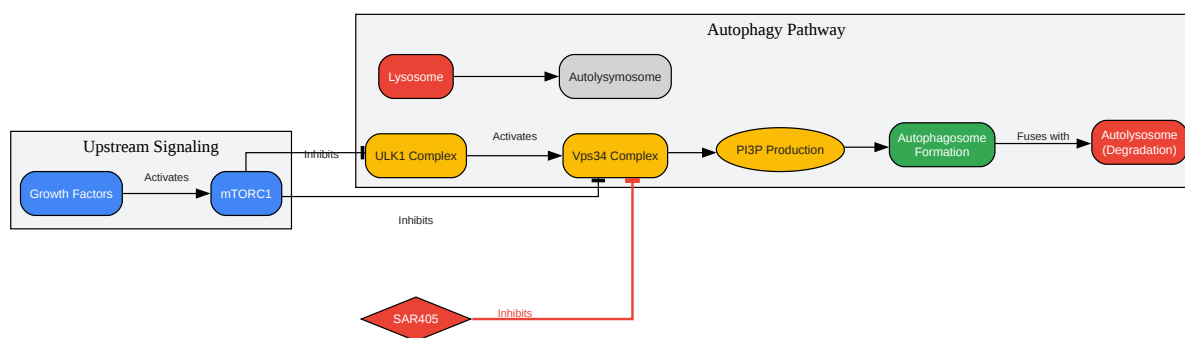 Autophagy Pathway
Lysosome
Autolysymosome
Upstream Signaling
Growth Factors
Activates
mTORC1
Inhibits
ULK1 Complex
Activates
Vps34 Complex
PI3P Production
Autophagosome
Formation
Fuses with
Autolysosome
(Degradation)
Inhibits
SAR405
Inhibits